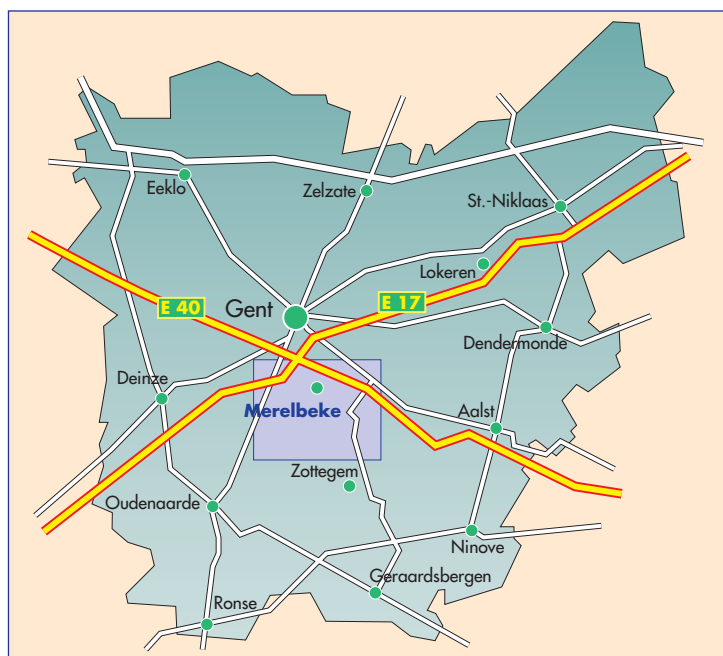 Eeklo
Zelzate
St.-Niklaas
Lokeren
E 40
Gent
E 17
Dendermonde
Deinze
Merelbeke
Aalst
Zottegem
Oudenaarde
Ninove
Geraardsbergen
Ronse